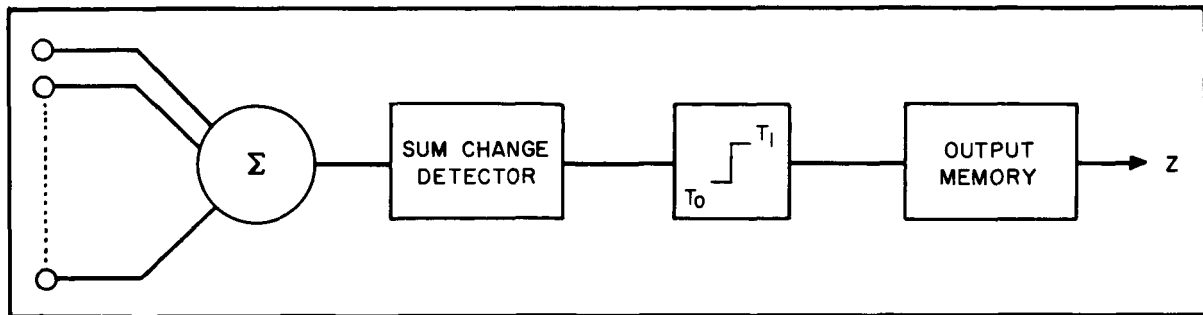 Σ
SUM CHANGE
DETECTOR
T₁
T₀
OUTPUT
MEMORY
Z